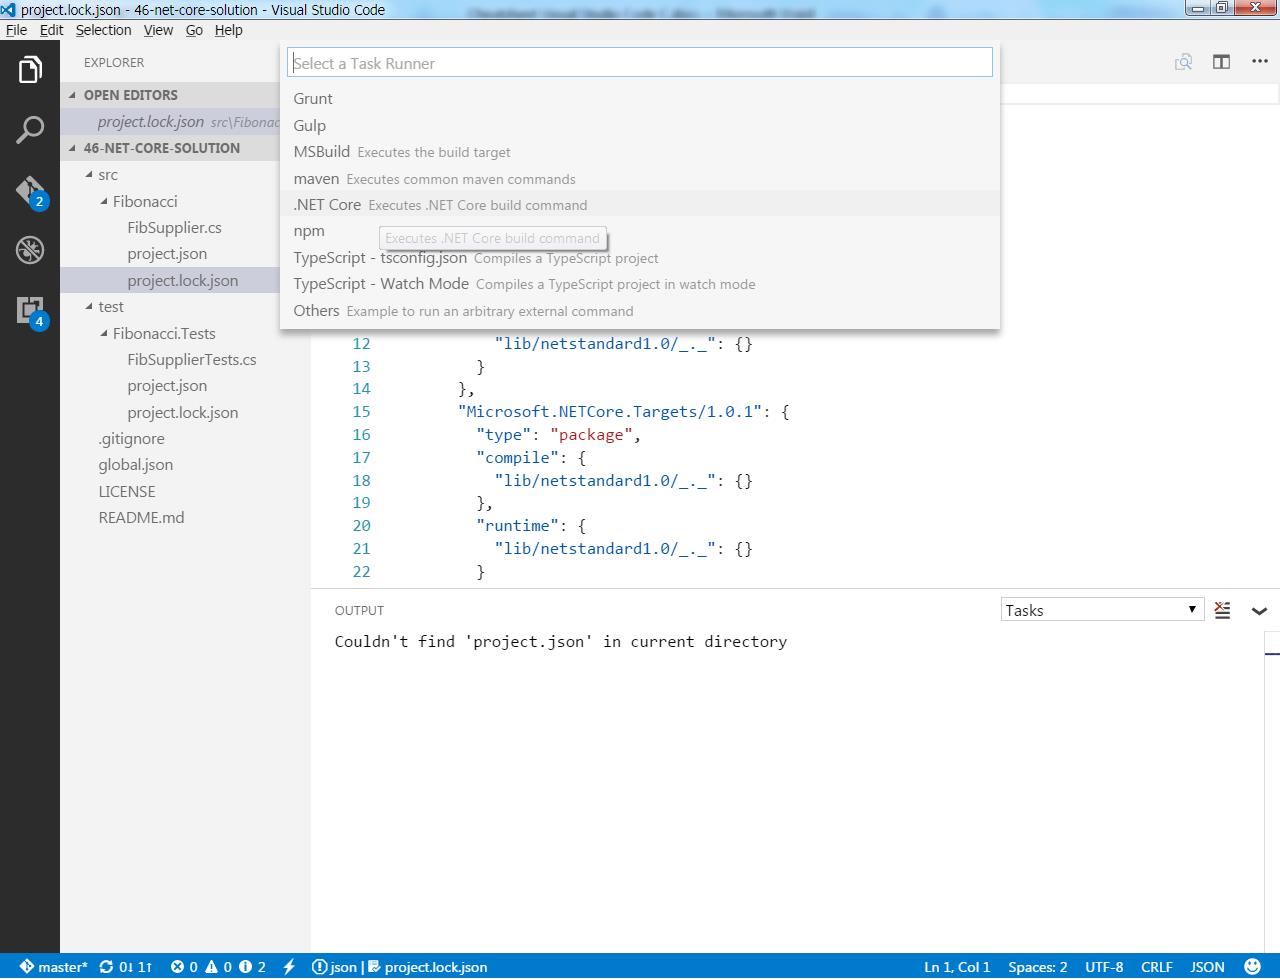 project.lock.json - 46-net-core-solution - Visual Studio Code
File Edit Selection View Go Help
EXPLORER
OPEN EDITORS
project.lock.json src\Fibonac
46-NET-CORE-SOLUTION
src
Fibonacci
FibSupplier.cs
project.json
project.lock.json
test
Fibonacci.Tests
FibSupplierTests.cs
project.json
project.lock.json
.gitignore
global.json
LICENSE
README.md
2
4
Select a Task Runner
Grunt
Gulp
MSBuild Executes the build target
maven Executes common maven commands
.NET Core Executes .NET Core build command
npm
Executes .NET Core build command
TypeScript - tsconfig.json Compiles a TypeScript project
TypeScript - Watch Mode Compiles a TypeScript project in watch mode
Others Example to run an arbitrary external command
12 "lib/netstandard1.0/_._": {}
13 }
14 },
15 "Microsoft.NETCore.Targets/1.0.1": {
16 "type": "package",
17 "compile": {
18 "lib/netstandard1.0/_._": {}
19 },
20 "runtime": {
21 "lib/netstandard1.0/_._": {}
22 }
OUTPUT
Tasks
Couldn't find 'project.json' in current directory
master* 0↓ 1↑ 0 0 2 json | project.lock.json Ln 1, Col 1 Spaces: 2 UTF-8 CRLF JSON